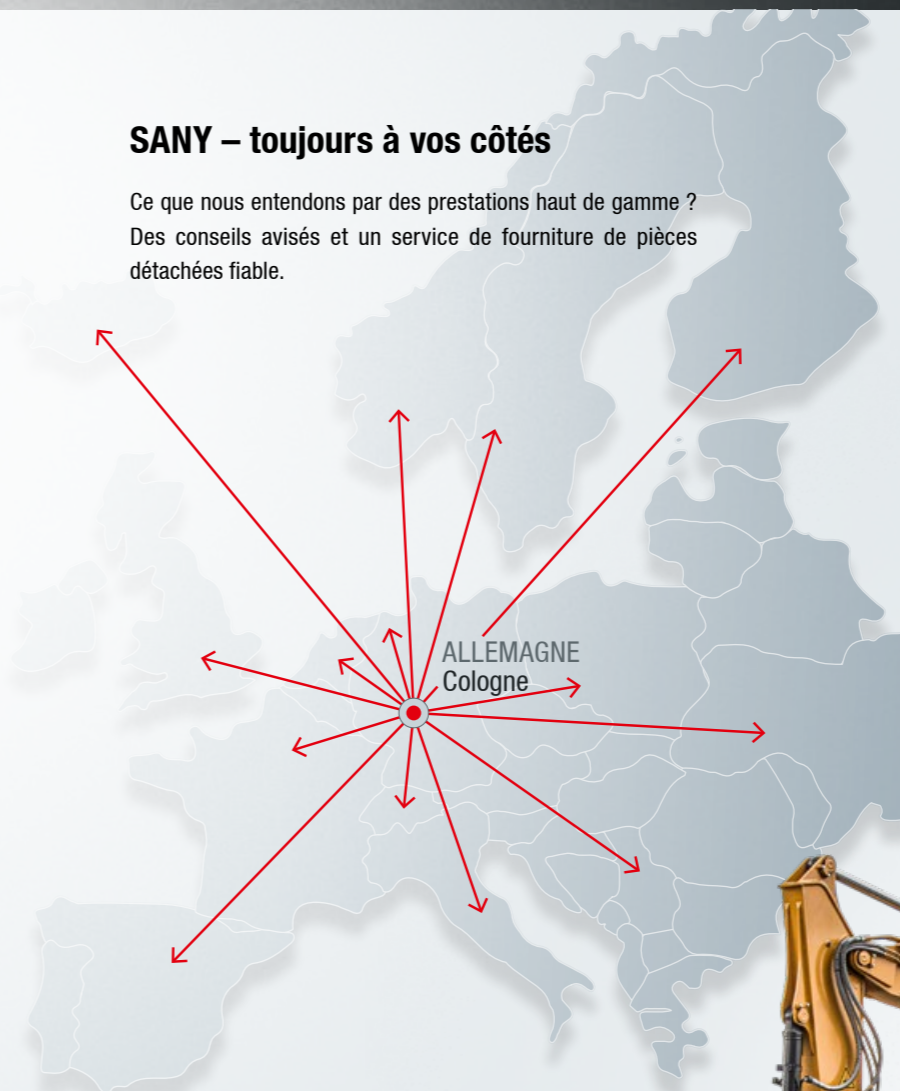 SANY – toujours à vos côtés
Ce que nous entendons par des prestations haut de gamme ?
Des conseils avisés et un service de fourniture de pièces
détachées fiable.
ALLEMAGNE
Cologne